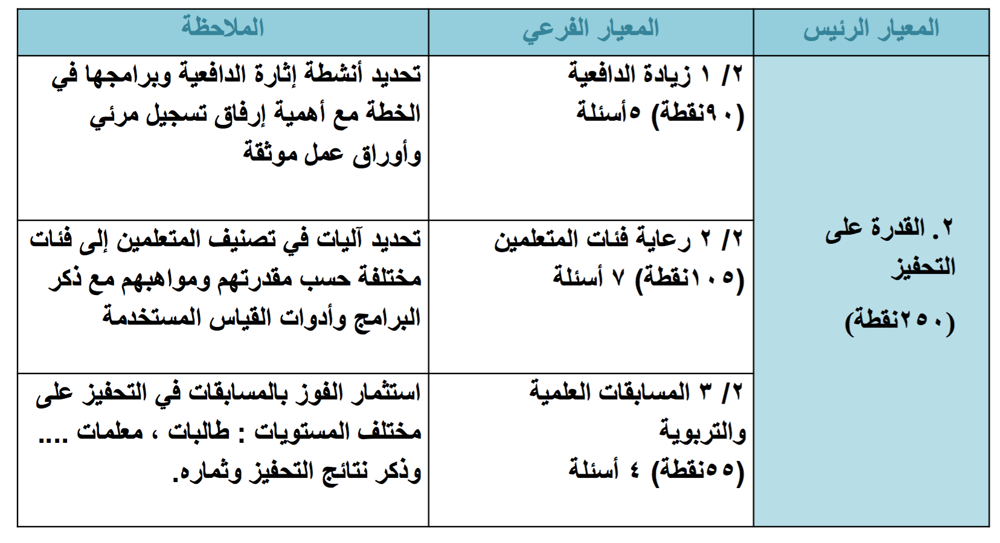 المعيار الرئيس
المعيار الفرعي
الملاحظة
٢. القدرة على
التحفيز
(٢٥٠نقطة)
٢/ ١ زيادة الدافعية
(٩٠نقطة) ٥أسئلة
تحديد أنشطة إثارة الدافعية وبرامجها في
الخطة مع أهمية إرفاق تسجيل مرئي
وأوراق عمل موثقة
٢/ ٢ رعاية فئات المتعلمين
(١٠٥نقطة) ٧ أسئلة
تحديد آليات في تصنيف المتعلمين إلى فئات
مختلفة حسب مقدرتهم ومواهبهم مع ذكر
البرامج وأدوات القياس المستخدمة
٢/ ٣ المسابقات العلمية
والتربوية
(٥٥نقطة) ٤ أسئلة
استثمار الفوز بالمسابقات في التحفيز على
مختلف المستويات : طالبات ، معلمات ....
وذكر نتائج التحفيز وثماره.